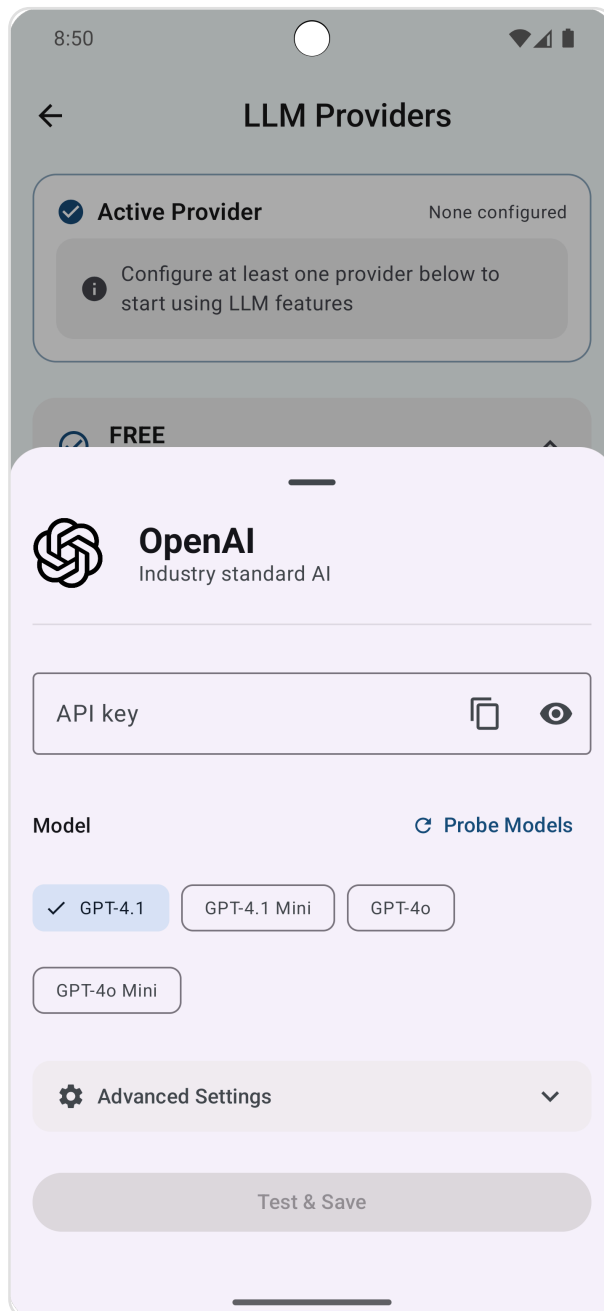 8:50
LLM Providers
Active Provider
None configured
Configure at least one provider below to
start using LLM features
FREE
OpenAI
Industry standard AI
API key
Model
Probe Models
GPT-4.1
GPT-4.1 Mini
GPT-4o
GPT-4o Mini
Advanced Settings
Test & Save